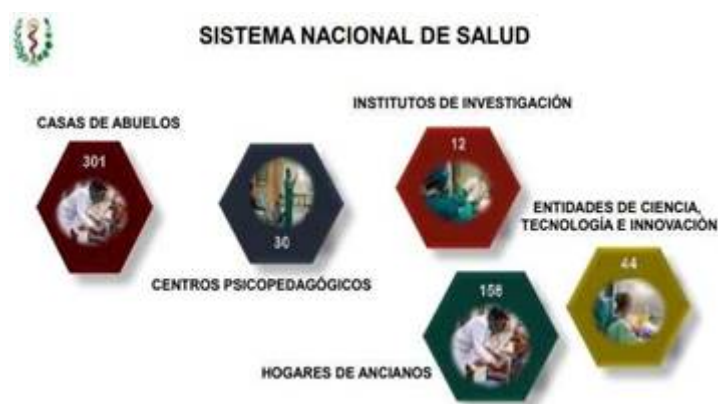 SISTEMA NACIONAL DE SALUD
INSTITUTOS DE INVESTIGACIÓN
12
CASAS DE ABUELOS
301
30
CENTROS PSICOPEDAGÓGICOS
ENTIDADES DE CIENCIA,
TECNOLOGÍA E INNOVACIÓN
44
158
HOGARES DE ANCIANOS